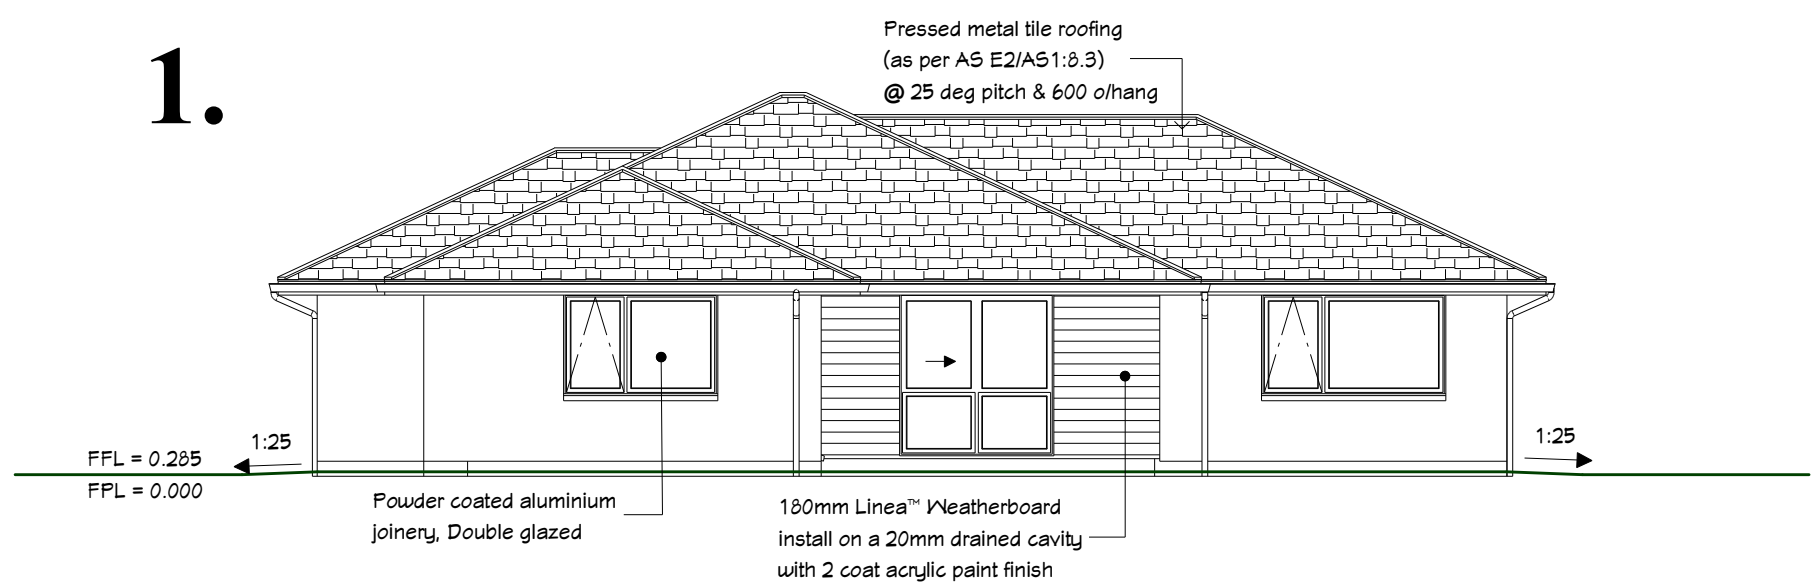 1.
Pressed metal tile roofing
(as per AS E2/AS1:8.3)
@ 25 deg pitch & 600 o/hang
1:25
1:25
FFL = 0.285
FPL = 0.000
Powder coated aluminium
joinery, Double glazed
180mm Linea™ Weatherboard
install on a 20mm drained cavity
with 2 coat acrylic paint finish